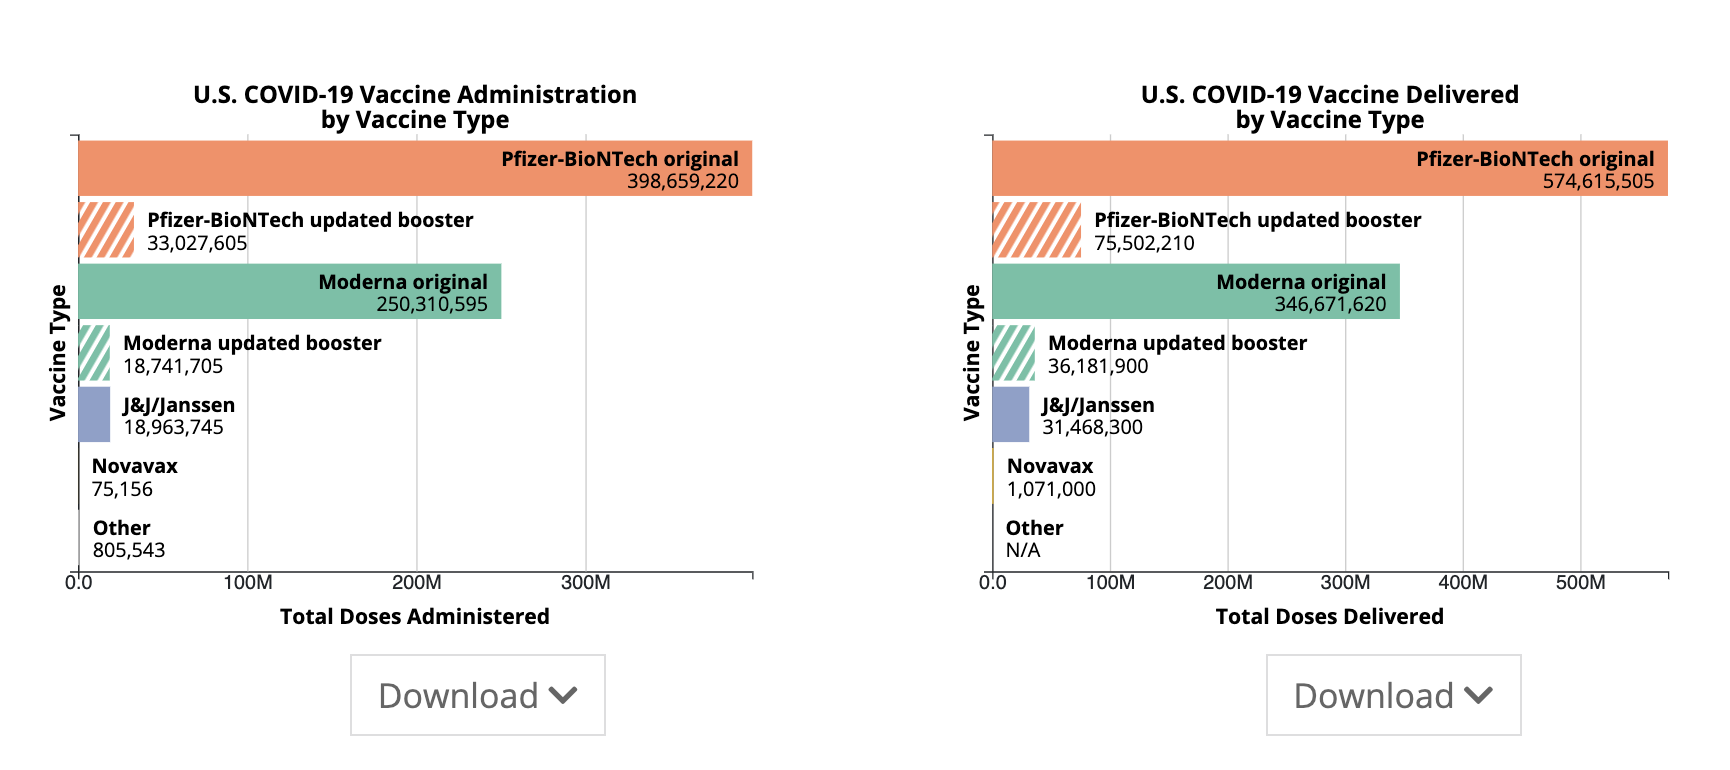 U.S. COVID-19 Vaccine Administration
by Vaccine Type
Vaccine Type
Pfizer-BioNTech original
398,659,220
Pfizer-BioNTech updated booster
33,027,605
Moderna original
250,310,595
Moderna updated booster
18,741,705
J&J/Janssen
18,963,745
Novavax
75,156
Other
805,543
0.0 100M 200M 300M
Total Doses Administered
Download
U.S. COVID-19 Vaccine Delivered
by Vaccine Type
Vaccine Type
Pfizer-BioNTech original
574,615,505
Pfizer-BioNTech updated booster
75,502,210
Moderna original
346,671,620
Moderna updated booster
36,181,900
J&J/Janssen
31,468,300
Novavax
1,071,000
Other
N/A
0.0 100M 200M 300M 400M 500M
Total Doses Delivered
Download